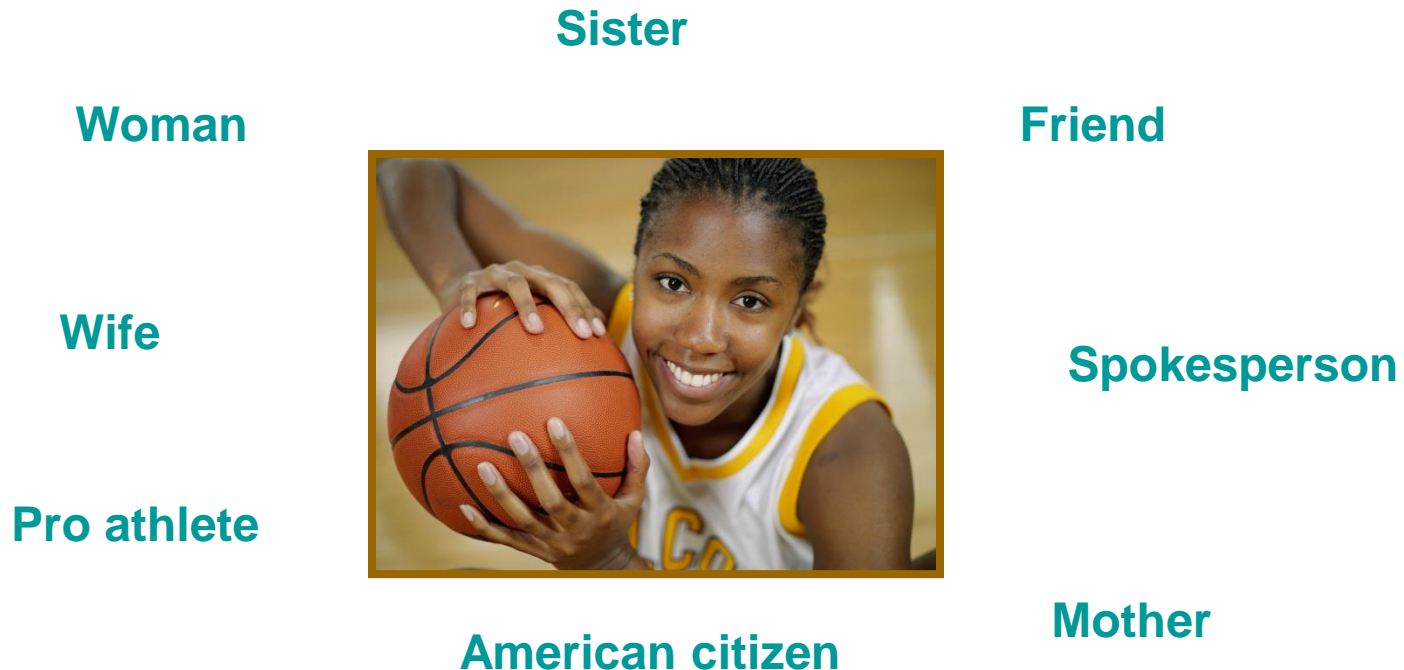 Sister
Woman
Friend
Wife
Spokesperson
Pro athlete
Mother
American citizen